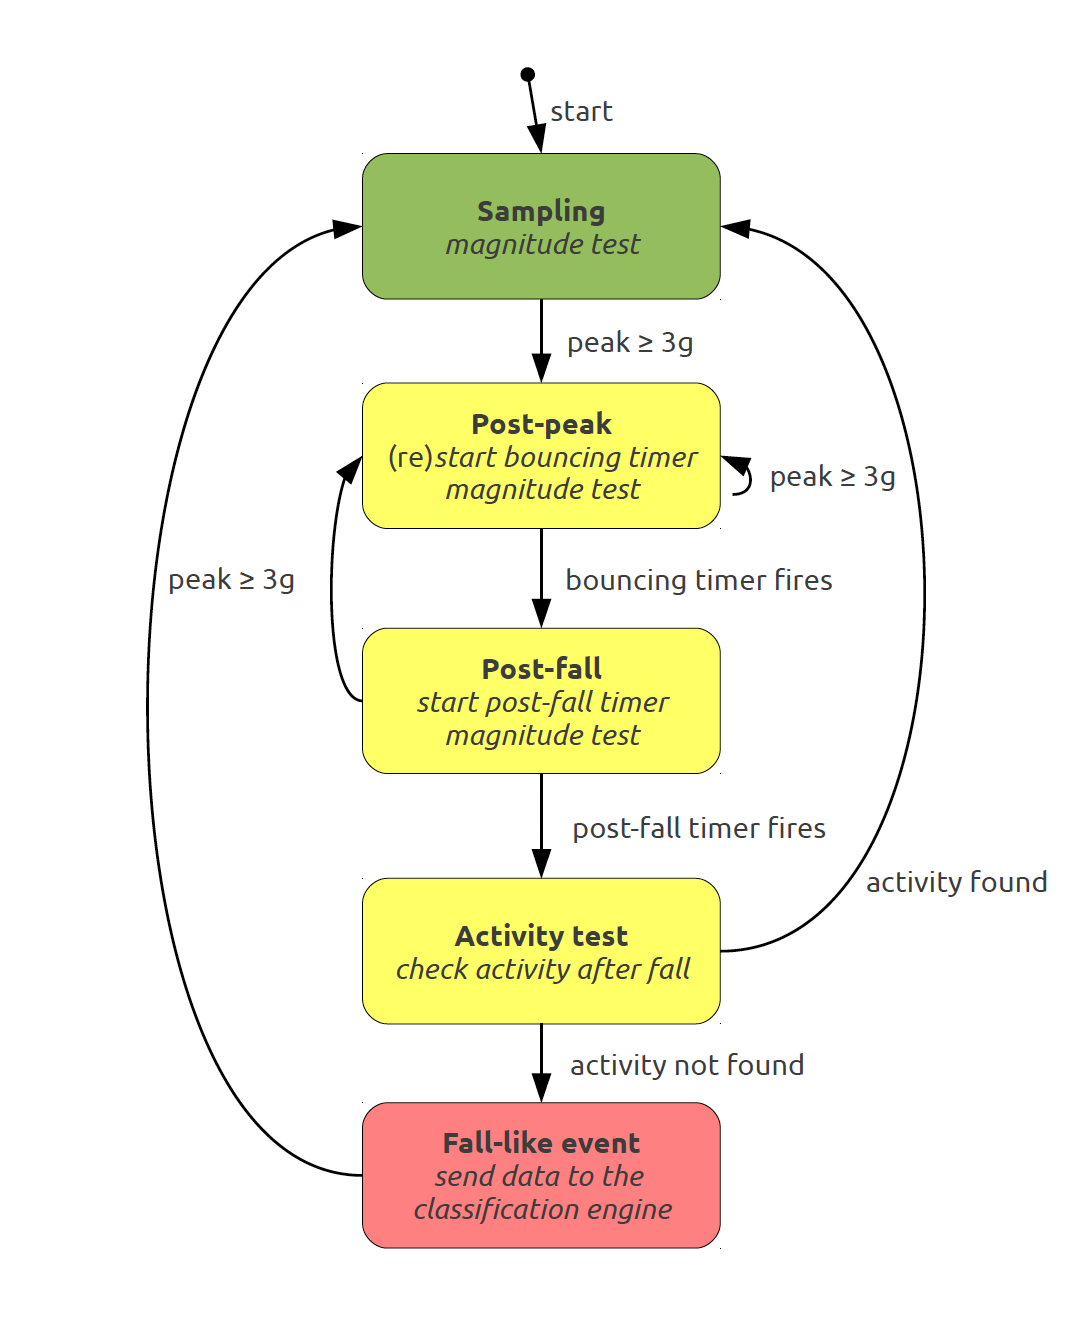 start
Sampling
magnitude test
peak ≥ 3g
Post-peak
(re)start bouncing timer
magnitude test
peak ≥ 3g
peak ≥ 3g
bouncing timer fires
Post-fall
start post-fall timer
magnitude test
post-fall timer fires
activity found
Activity test
check activity after fall
activity not found
Fall-like event
send data to the
classification engine